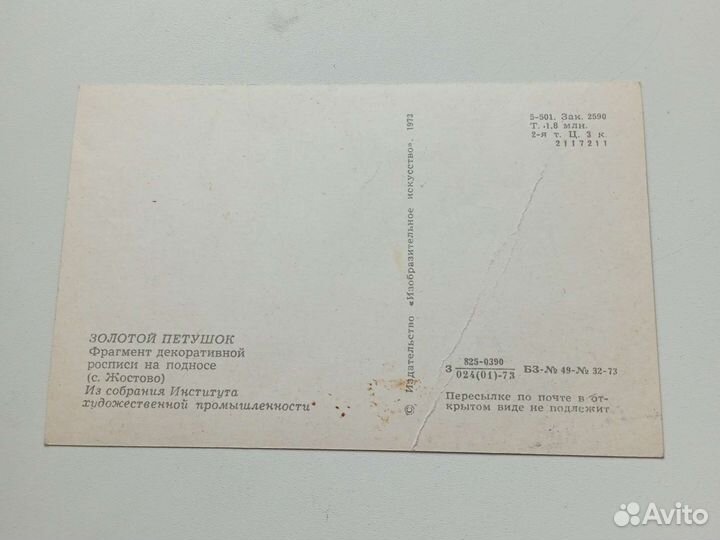 ЗОЛОТОЙ ПЕТУШОК
Фрагмент декоративной
росписи на подносе
(с. Жостово)
Из собрания Института
художественной промышленности
© Издательство «Изобразительное искусство». 1973
5-501. Зак. 2590
Т. 1,8 млн.
2-я т. Ц. 3 к.
2117211
З 825-0390
024(01)-73 БЗ-№ 49-№ 32-73
Пересылке по почте в от-
крытом виде не подлежит
Avito